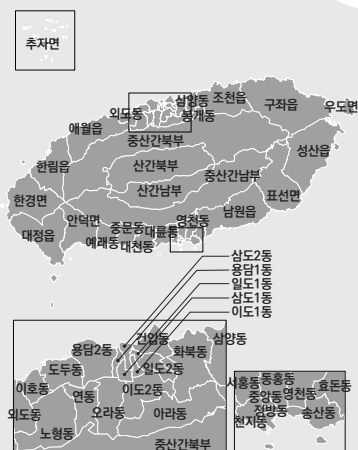 추자면
삼양동
조천읍
구좌읍
우도면
외도동
봉개동
애월읍
중산간북부
성산읍
한림읍
산간북부
중산간남부
산간남부
표선면
한경면
남원읍
안덕면
영천동
대정읍
중문동
대륜동
예래동
대천동
삼도2동
용담1동
일도1동
삼도1동
이도1동
건입동
삼양동
용담2동
화북동
도두동
일도2동
이호동
연동
이도2동
외도동
오라동
아라동
노형동
중산간북부
서홍동
동홍동
효돈동
중앙동
영천동
정방동
송산동
천지동